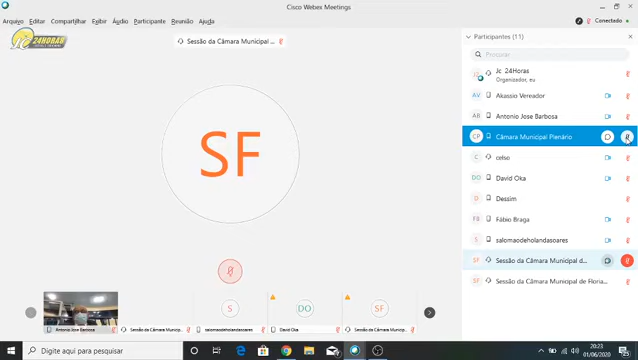 Cisco Webex Meetings
Arquivo Editar Compartilhar Exibir Áudio Participante Reunião Ajuda
Conectado
24HORAS
Sessão da Câmara Municipal ...
SF
Participantes (11)
Procurar
Jc 24Horas
Organizador, eu
AV Akassio Vereador
AB Antonio Jose Barbosa
CP Câmara Municipal Plenário
C celso
DO David Oka
D Dessim
FB Fábio Braga
S salomaodeholandasoares
SF Sessão da Câmara Municipal d...
SF Sessão da Câmara Municipal de Floria...
S
DO
SF
Antonio Jose Barbosa
Sessão da Câmara Municip...
salomaodeholandasoares
David Oka
Sessão da Câmara Municip...
Digite aqui para pesquisar
20:23
01/06/2020